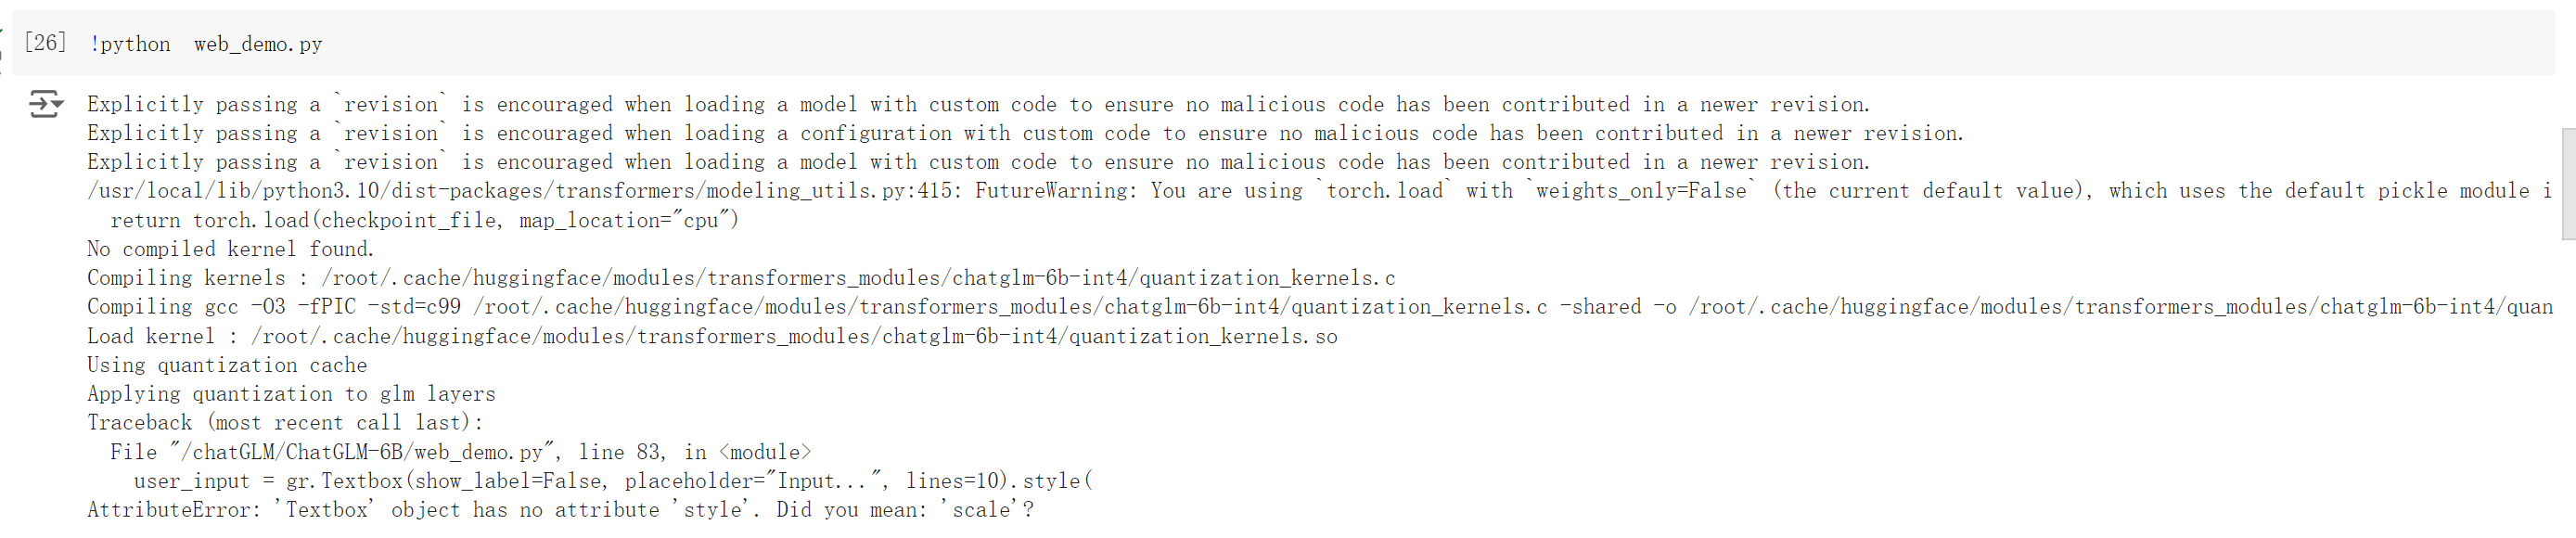 [26] !python  web_demo.py
Explicitly passing a `revision` is encouraged when loading a model with custom code to ensure no malicious code has been contributed in a newer revision.
Explicitly passing a `revision` is encouraged when loading a configuration with custom code to ensure no malicious code has been contributed in a newer revision.
Explicitly passing a `revision` is encouraged when loading a model with custom code to ensure no malicious code has been contributed in a newer revision.
/usr/local/lib/python3.10/dist-packages/transformers/modeling_utils.py:415: FutureWarning: You are using `torch.load` with `weights_only=False` (the current default value), which uses the default pickle module i
  return torch.load(checkpoint_file, map_location="cpu")
No compiled kernel found.
Compiling kernels : /root/.cache/huggingface/modules/transformers_modules/chatglm-6b-int4/quantization_kernels.c
Compiling gcc -O3 -fPIC -std=c99 /root/.cache/huggingface/modules/transformers_modules/chatglm-6b-int4/quantization_kernels.c -shared -o /root/.cache/huggingface/modules/transformers_modules/chatglm-6b-int4/quan
Load kernel : /root/.cache/huggingface/modules/transformers_modules/chatglm-6b-int4/quantization_kernels.so
Using quantization cache
Applying quantization to glm layers
Traceback (most recent call last):
  File "/chatGLM/ChatGLM-6B/web_demo.py", line 83, in <module>
    user_input = gr.Textbox(show_label=False, placeholder="Input...", lines=10).style(
AttributeError: 'Textbox' object has no attribute 'style'. Did you mean: 'scale'?